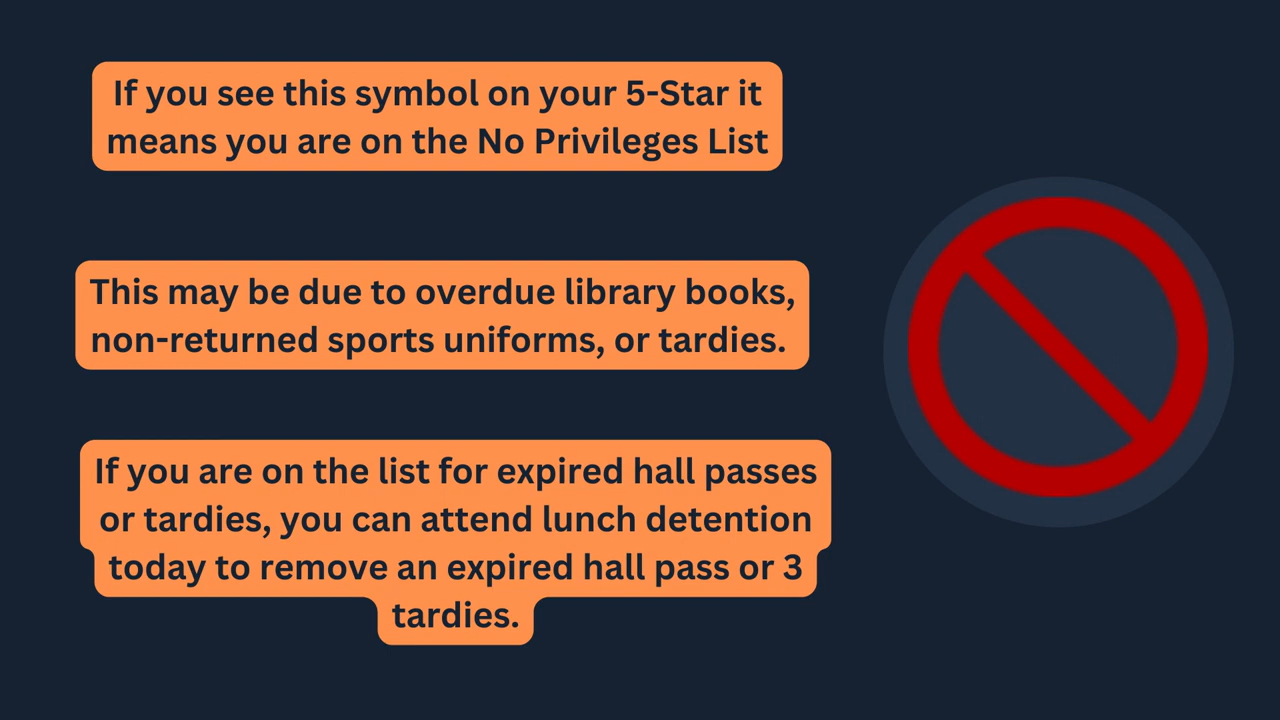 If you see this symbol on your 5-Star it
means you are on the No Privileges List
This may be due to overdue library books,
non-returned sports uniforms, or tardies.
If you are on the list for expired hall passes
or tardies, you can attend lunch detention
today to remove an expired hall pass or 3
tardies.